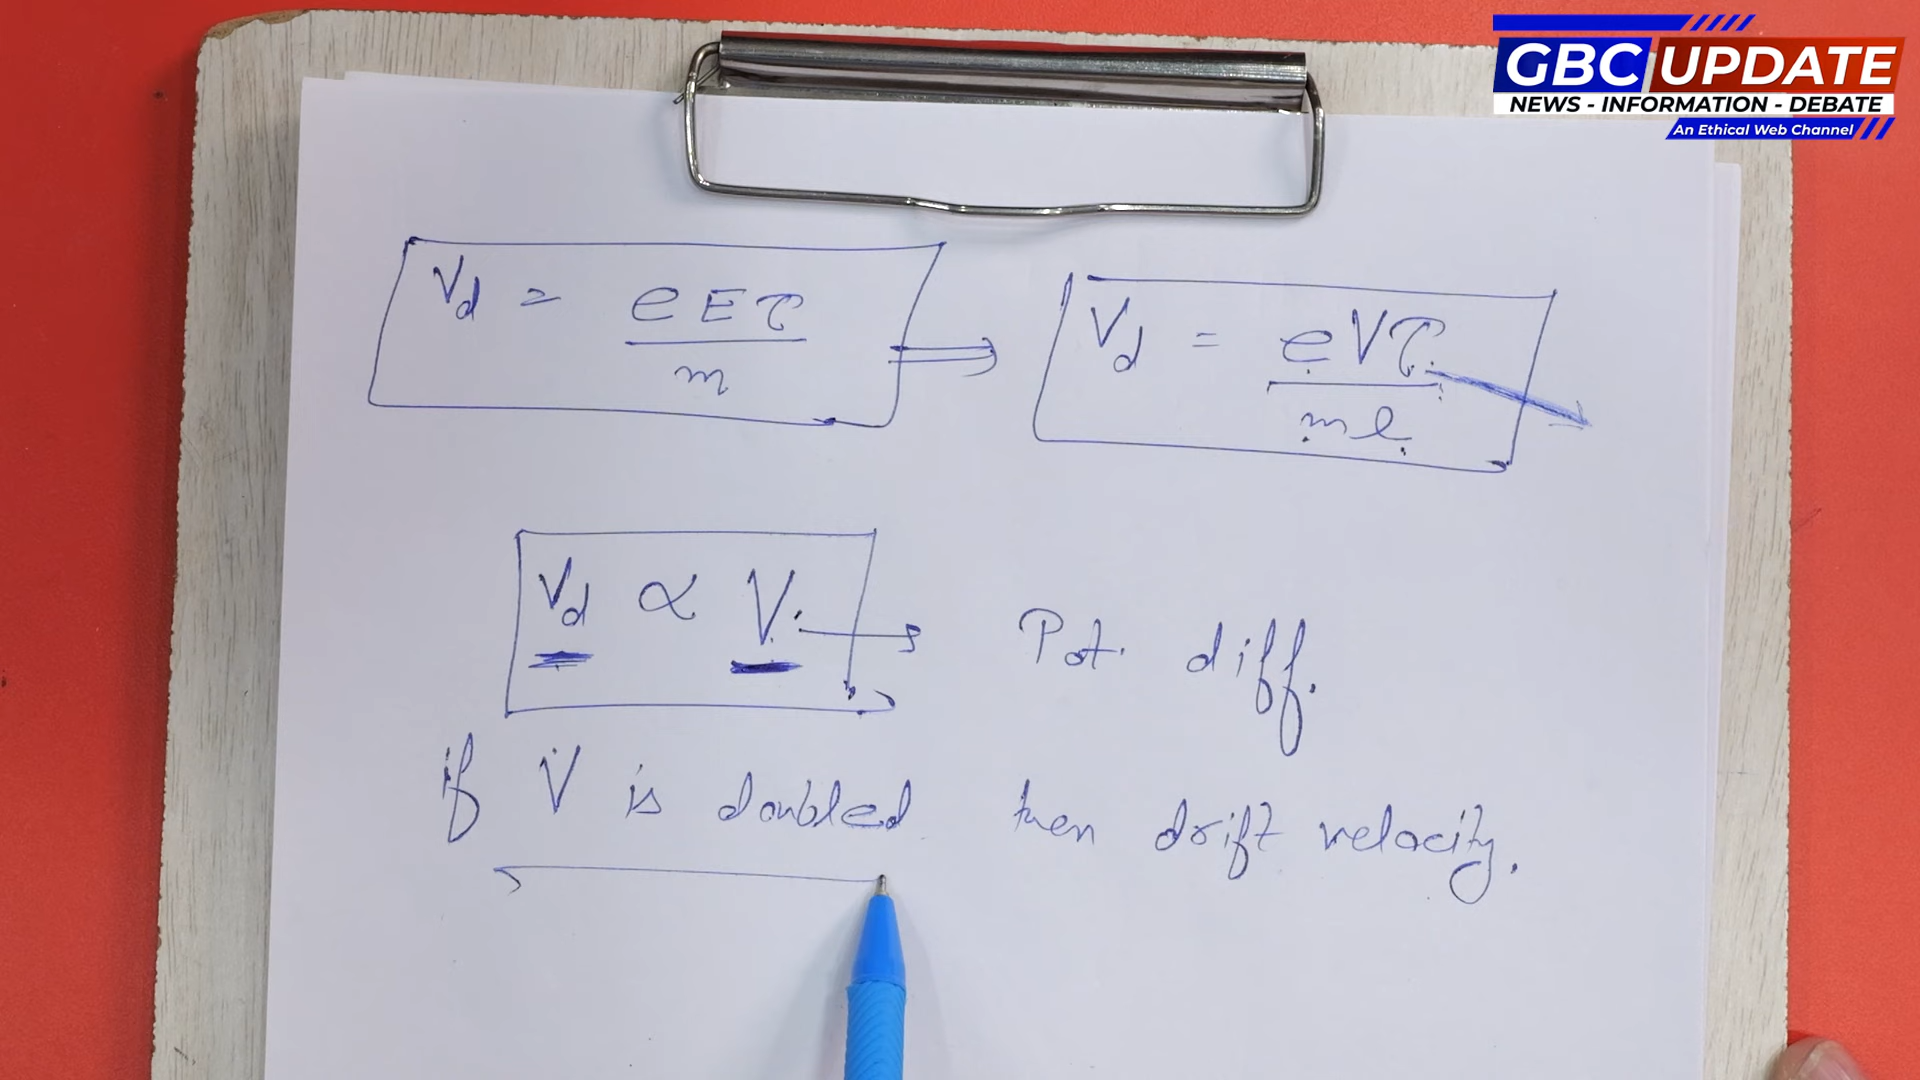 GBC UPDATE
NEWS - INFORMATION - DEBATE
An Ethical Web Channel
Vd = eEτ/m ⇒ Vd = eVτ/ml
Vd ∝ V → Pot. diff.
if V is doubled then drift velocity.